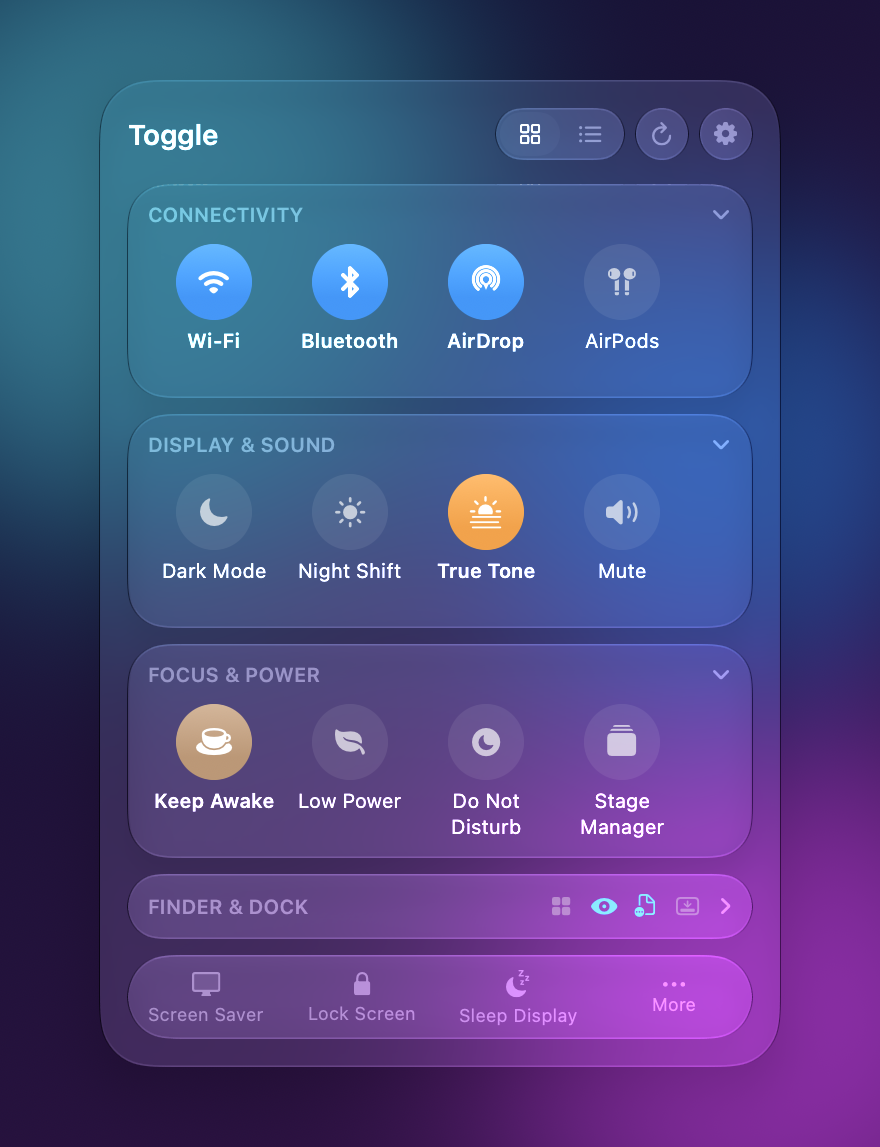 Toggle
CONNECTIVITY
Wi-Fi
Bluetooth
AirDrop
AirPods
DISPLAY & SOUND
Dark Mode
Night Shift
True Tone
Mute
FOCUS & POWER
Keep Awake
Low Power
Do Not
Disturb
Stage
Manager
FINDER & DOCK
Screen Saver
Lock Screen
Sleep Display
More